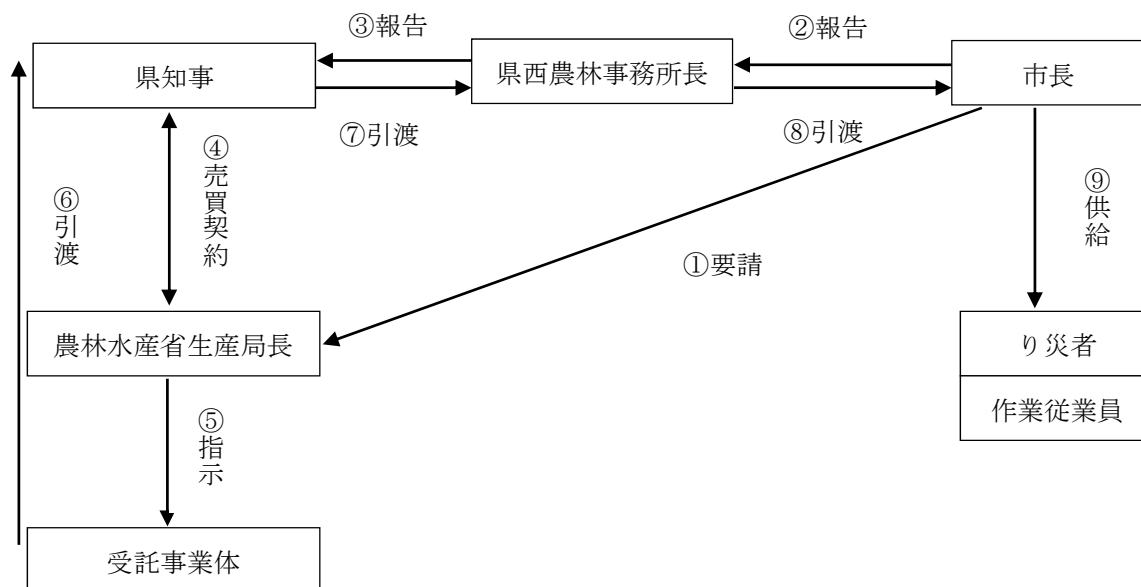 ③報告
②報告
県知事
県西農林事務所長
市長
⑦引渡
⑧引渡
④売買契約
⑥引渡
⑨供給
①要請
農林水産省生産局長
り災者
作業従業員
⑤指示
受託事業体